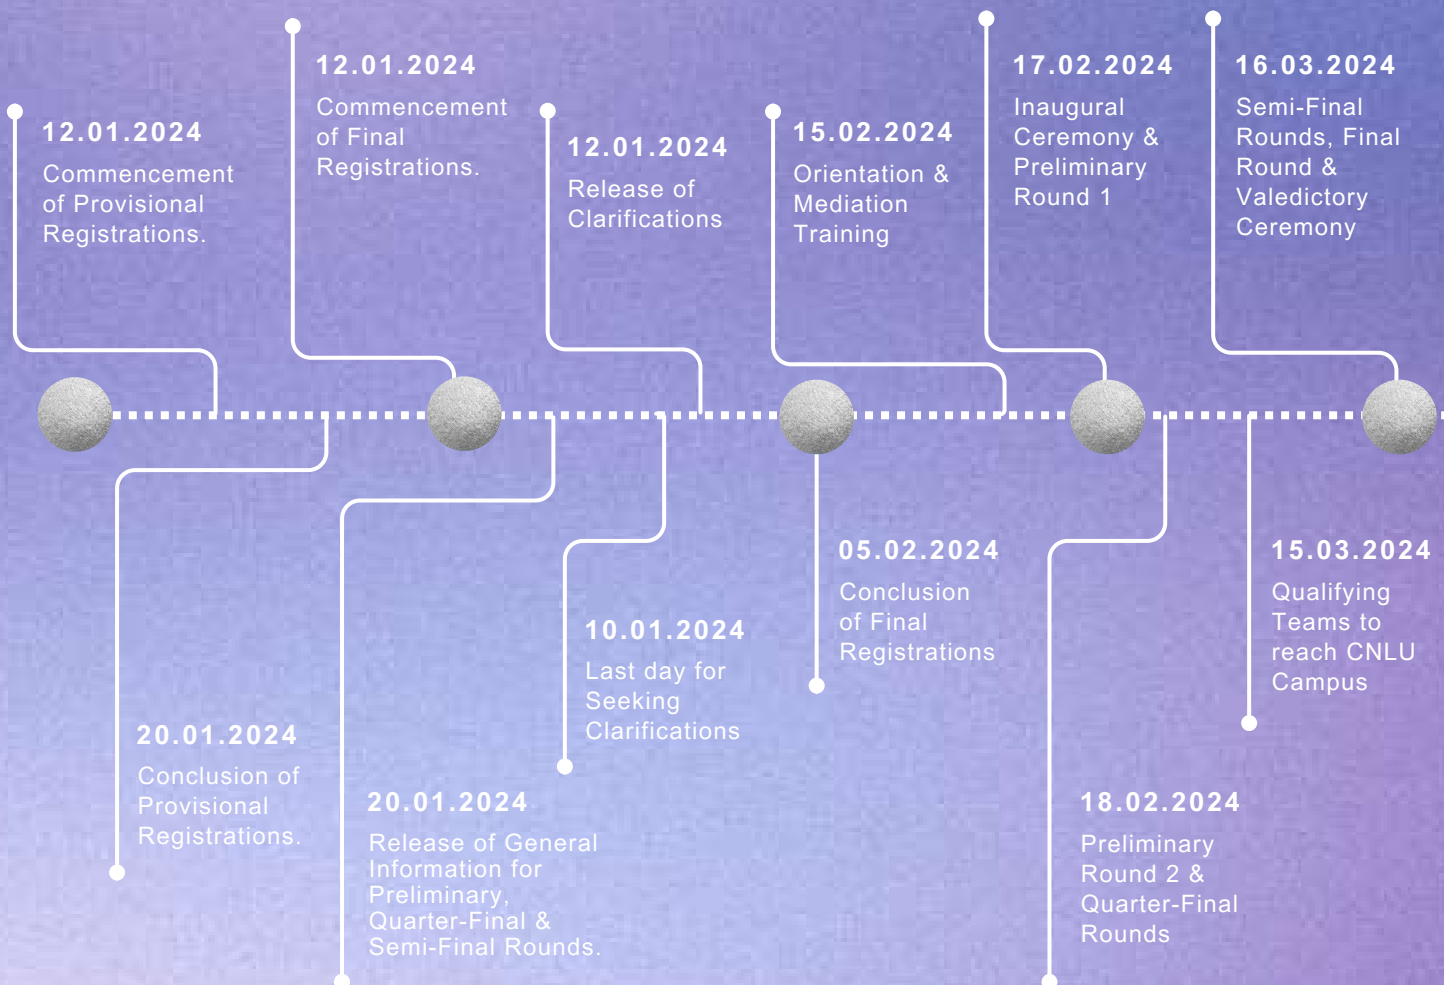 12.01.2024
Commencement
of Provisional
Registrations.
12.01.2024
Commencement
of Final
Registrations.
12.01.2024
Release of
Clarifications
15.02.2024
Orientation &
Mediation
Training
17.02.2024
Inaugural
Ceremony &
Preliminary
Round 1
16.03.2024
Semi-Final
Rounds, Final
Round &
Valedictory
Ceremony
20.01.2024
Conclusion of
Provisional
Registrations.
20.01.2024
Release of General
Information for
Preliminary,
Quarter-Final &
Semi-Final Rounds.
10.01.2024
Last day for
Seeking
Clarifications
05.02.2024
Conclusion
of Final
Registrations
18.02.2024
Preliminary
Round 2 &
Quarter-Final
Rounds
15.03.2024
Qualifying
Teams to
reach CNLU
Campus